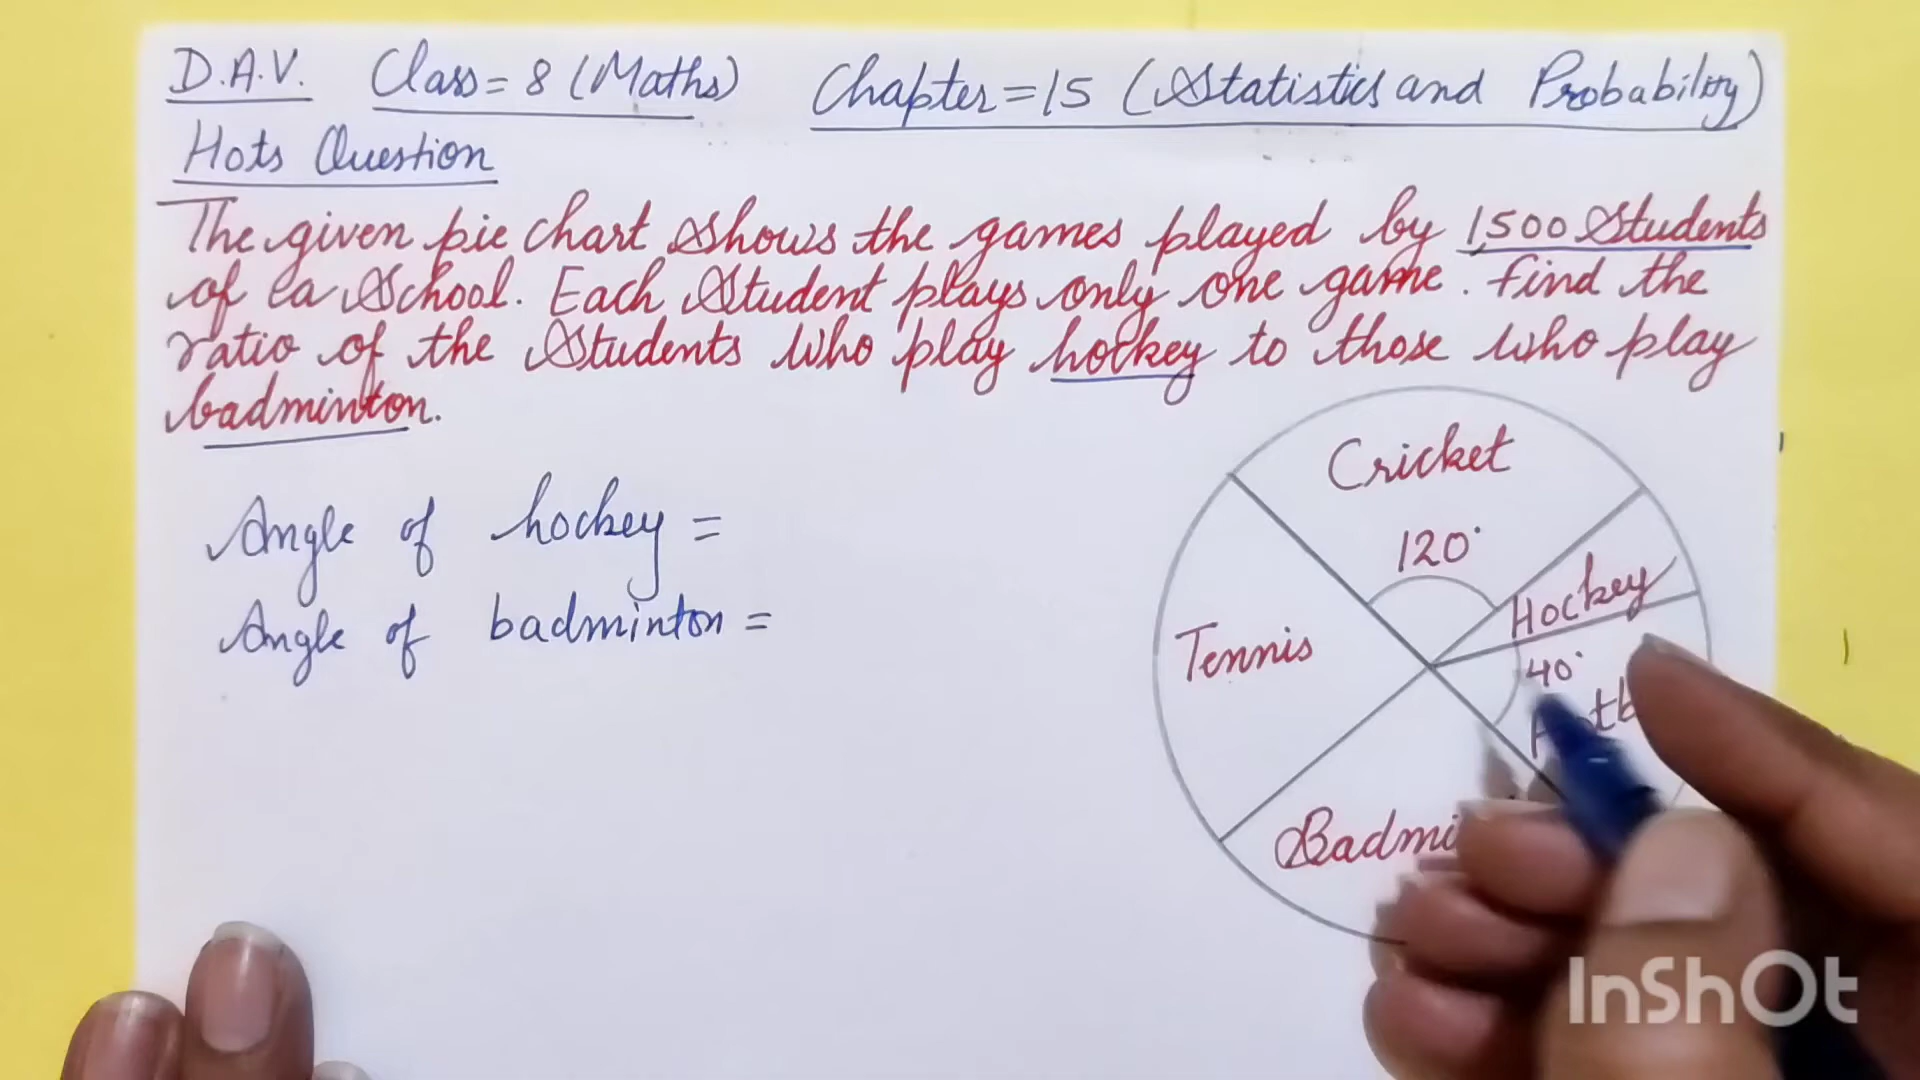 D.A.V. Class=8 (Maths) Chapter=15 (Statistics and Probability)
Hots Question
The given pie chart shows the games played by 1500 Students
of a School. Each Student plays only one game. Find the
ratio of the Students who play hockey to those who play
badminton.
Angle of hockey =
Angle of badminton =
Cricket
120°
Hockey
Tennis
40°
InShOt